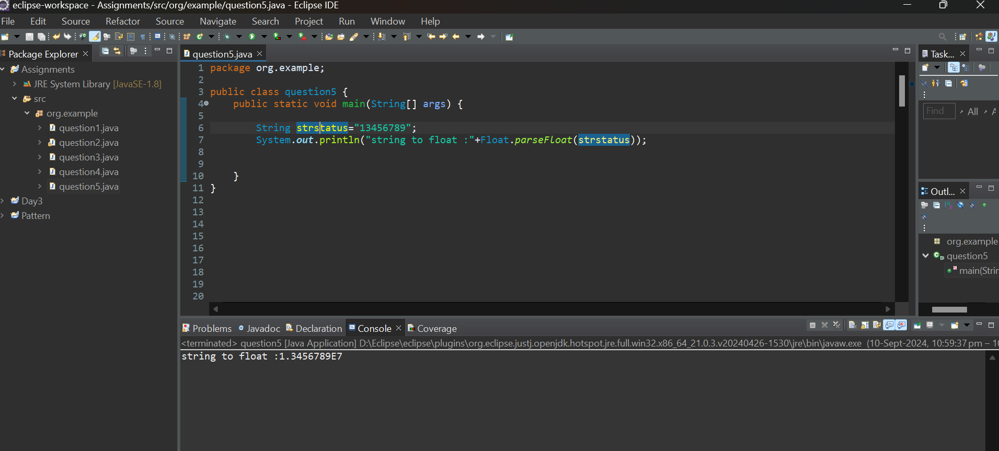 eclipse-workspace - Assignments/src/org/example/question5.java - Eclipse IDE
File Edit Source Refactor Source Navigate Search Project Run Window Help
Package Explorer
Assignments
JRE System Library [JavaSE-1.8]
src
org.example
question1.java
question2.java
question3.java
question4.java
question5.java
Day3
Pattern
question5.java
1 package org.example;
2
3 public class question5 {
4 public static void main(String[] args) {
5
6 String strstatus="13456789";
7 System.out.println("string to float :"+Float.parseFloat(strstatus));
8
9
10 }
11 }
12
13
14
15
16
17
18
19
20
Task...
Find All A
Outl...
org.example
question5
main(Strin
Problems Javadoc Declaration Console Coverage
<terminated> question5 [Java Application] D:\Eclipse\eclipse\plugins\org.eclipse.justj.openjdk.hotspot.jre.full.win32.x86_64_21.0.3.v20240426-1530\jre\bin\javaw.exe (10-Sept-2024, 10:59:37 pm – 1
string to float :1.3456789E7